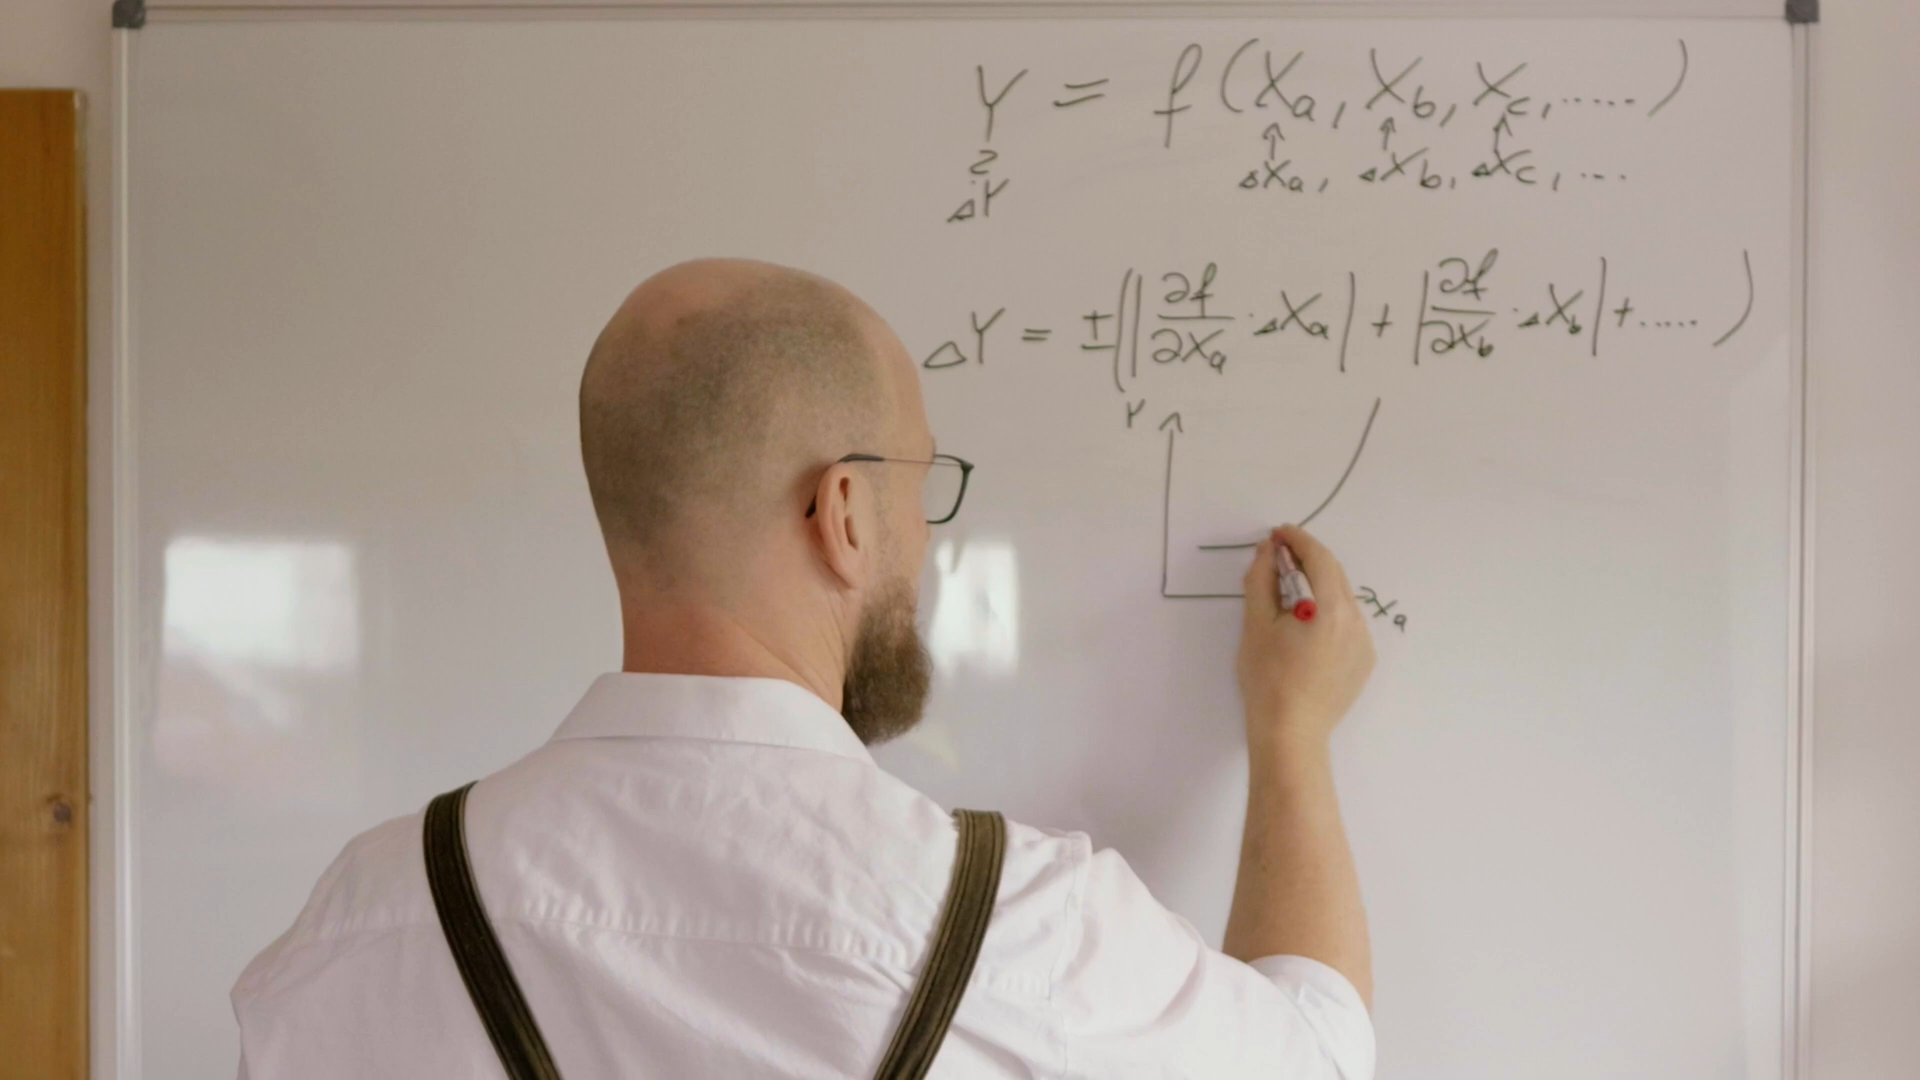 Y = f(Xa, Xb, Xc, .....)
? ΔXa, ΔXb, ΔXc, ...
ΔY
ΔY = ±(|∂f/∂Xa · ΔXa| + |∂f/∂Xb · ΔXb| + ..... )
Y
Xa